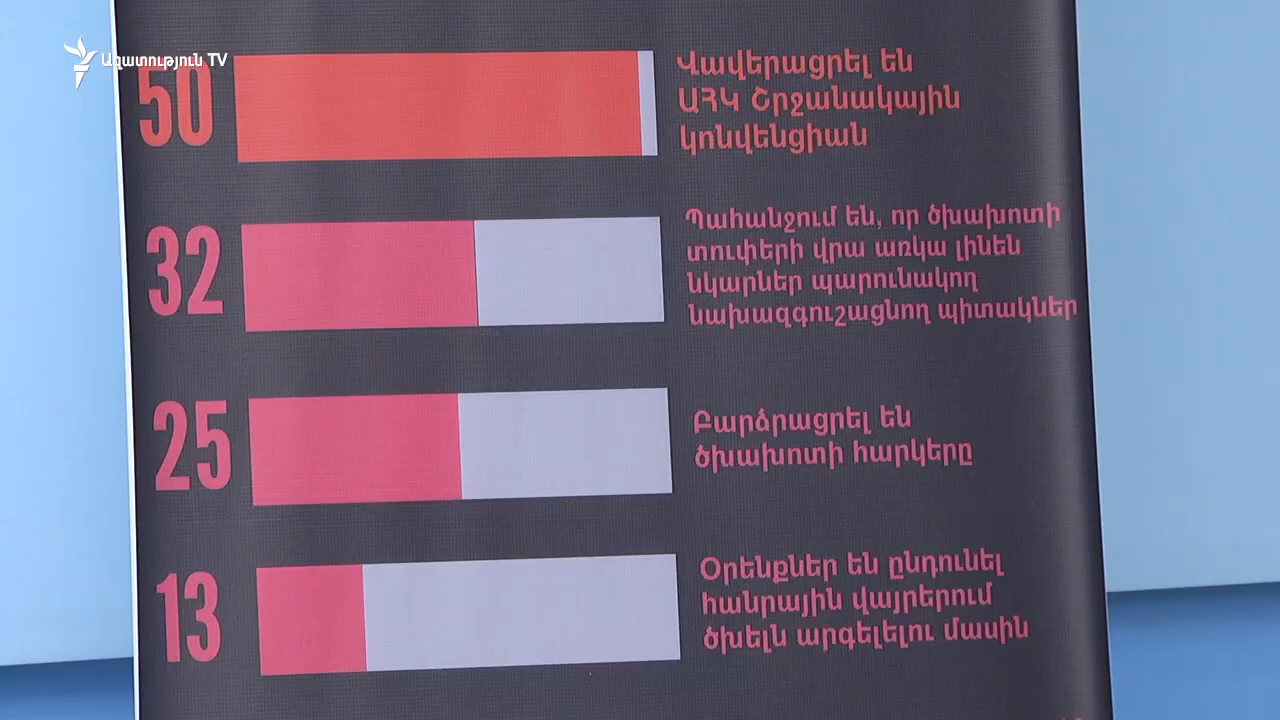 Ազատություն TV
50
Վավերացրել են
ԱՀԿ Շրջանակային
կոնվենցիան
32
Պահանջում են, որ ծխախոտի
տուփերի վրա առկա լինեն
նկարներ պարունակող
նախազգուշացնող պիտակներ
25
Բարձրացրել են
ծխախոտի հարկերը
13
Օրենքներ են ընդունել
հանրային վայրերում
ծխելն արգելելու մասին